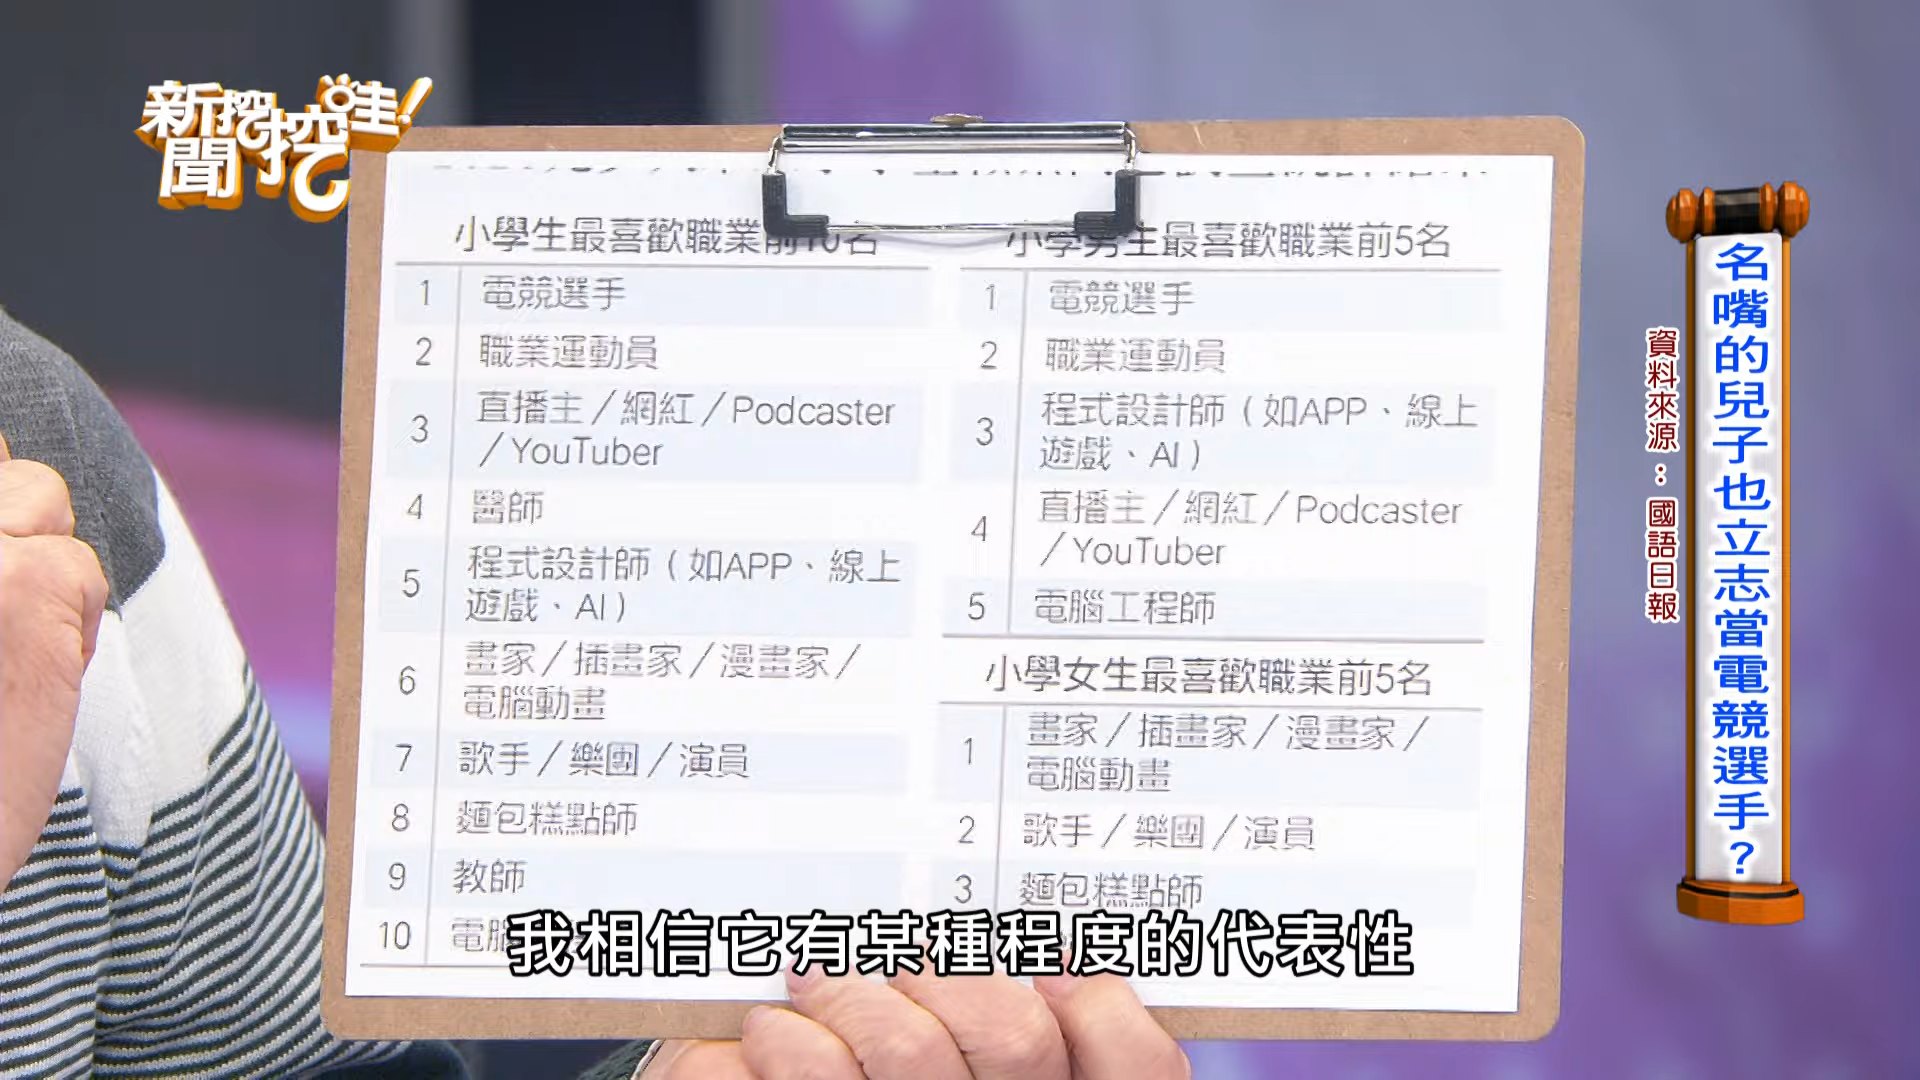 新聞挖挖哇!
小學生最喜歡職業前10名
1 電競選手
2 職業運動員
3 直播主/網紅/Podcaster
/YouTuber
4 醫師
5 程式設計師(如APP、線上
遊戲、AI)
6 畫家/插畫家/漫畫家/
電腦動畫
7 歌手/樂團/演員
8 麵包糕點師
9 教師
10 電腦
小學男生最喜歡職業前5名
1 電競選手
2 職業運動員
3 程式設計師(如APP、線上
遊戲、AI)
4 直播主/網紅/Podcaster
/YouTuber
5 電腦工程師
小學女生最喜歡職業前5名
1 畫家/插畫家/漫畫家/
電腦動畫
2 歌手/樂團/演員
3 麵包糕點師
名嘴的兒子也立志當電競選手?
資料來源:國語日報
我相信它有某種程度的代表性